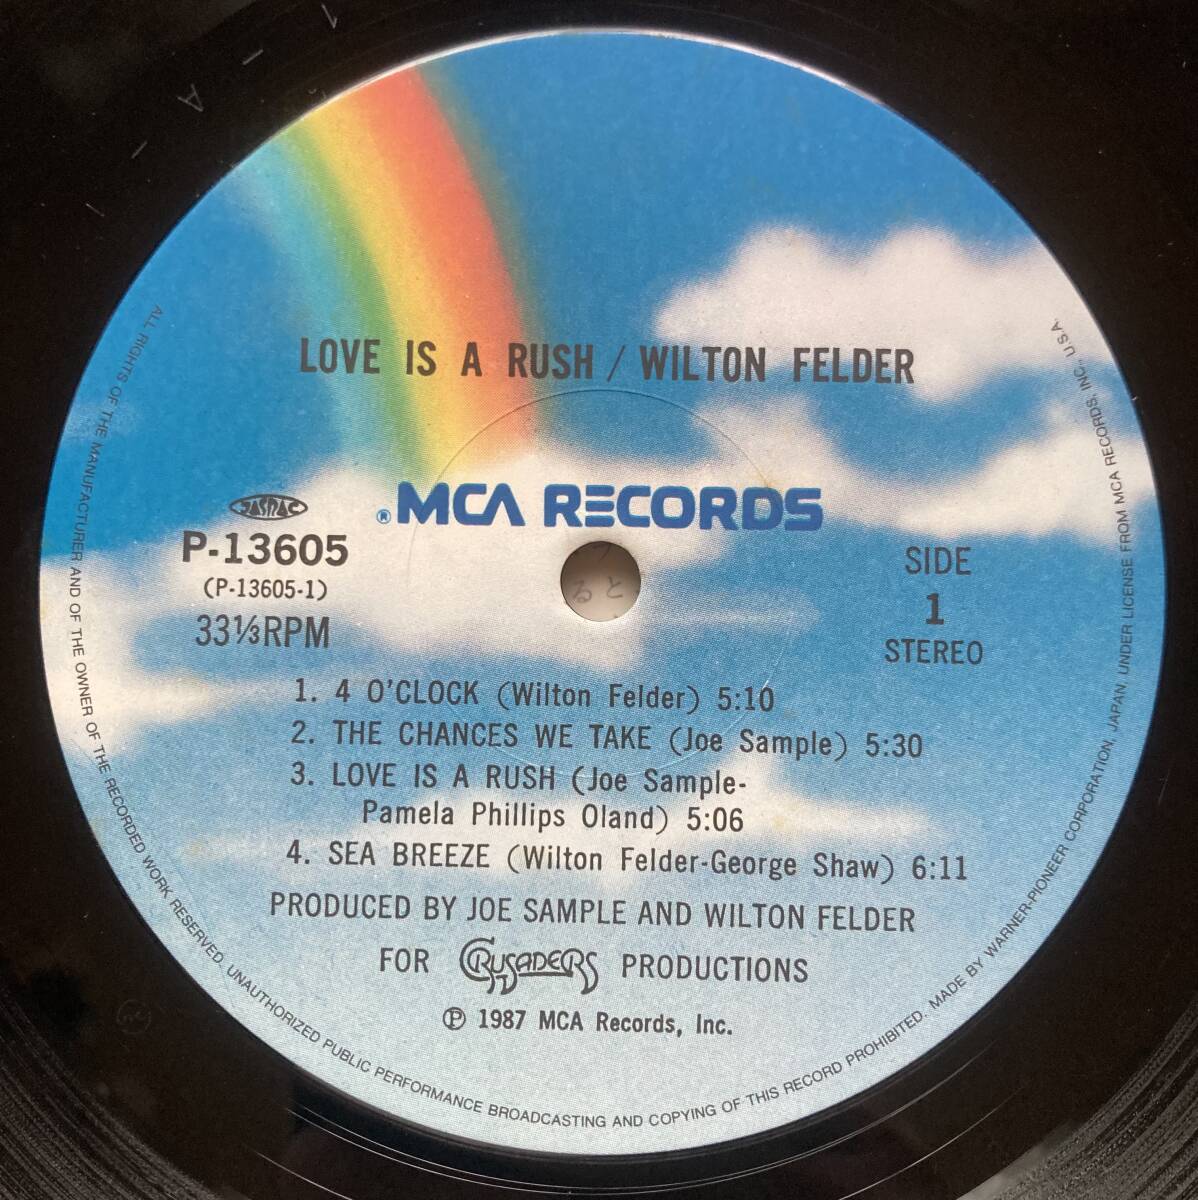 LOVE IS A RUSH / WILTON FELDER
® MCA RECORDS
JASRAC
P-13605
(P-13605-1)
33⅓RPM
SIDE
1
STEREO
ると
1. 4 O'CLOCK (Wilton Felder) 5:10
2. THE CHANCES WE TAKE (Joe Sample) 5:30
3. LOVE IS A RUSH (Joe Sample-
Pamela Phillips Oland) 5:06
4. SEA BREEZE (Wilton Felder-George Shaw) 6:11
PRODUCED BY JOE SAMPLE AND WILTON FELDER
FOR CRUSADERS PRODUCTIONS
Ⓟ 1987 MCA Records, Inc.
ALL RIGHTS OF THE MANUFACTURER AND OF THE OWNER OF THE RECORDED WORK RESERVED. UNAUTHORIZED PUBLIC PERFORMANCE BROADCASTING AND COPYING OF THIS RECORD PROHIBITED. MADE BY WARNER-PIONEER CORPORATION, JAPAN. UNDER LICENSE FROM MCA RECORDS, INC., U.S.A.